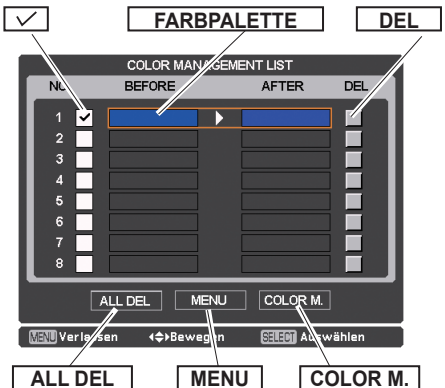 ✓ FARBPALETTE DEL
COLOR MANAGEMENT LIST
NO BEFORE AFTER DEL
1 ✓
2
3
4
5
6
7
8
ALL DEL MENU COLOR M.
MENU Verlassen Bewegen SELECT Auswählen
ALL DEL MENU COLOR M.